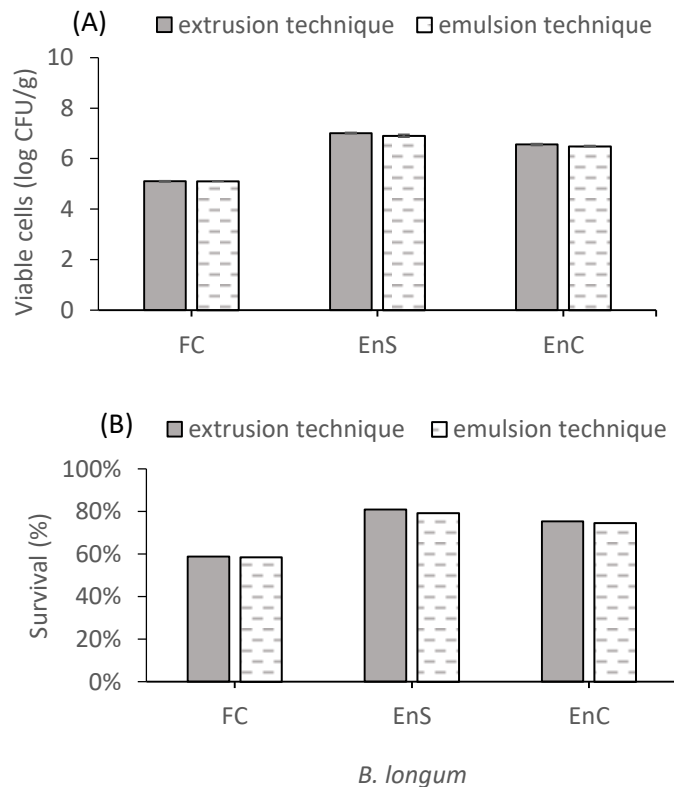 (A)
extrusion technique emulsion technique
Viable cells (log CFU/g)
10
8
6
4
2
0
FC EnS EnC
(B)
extrusion technique emulsion technique
Survival (%)
100%
80%
60%
40%
20%
0%
FC EnS EnC
B. longum